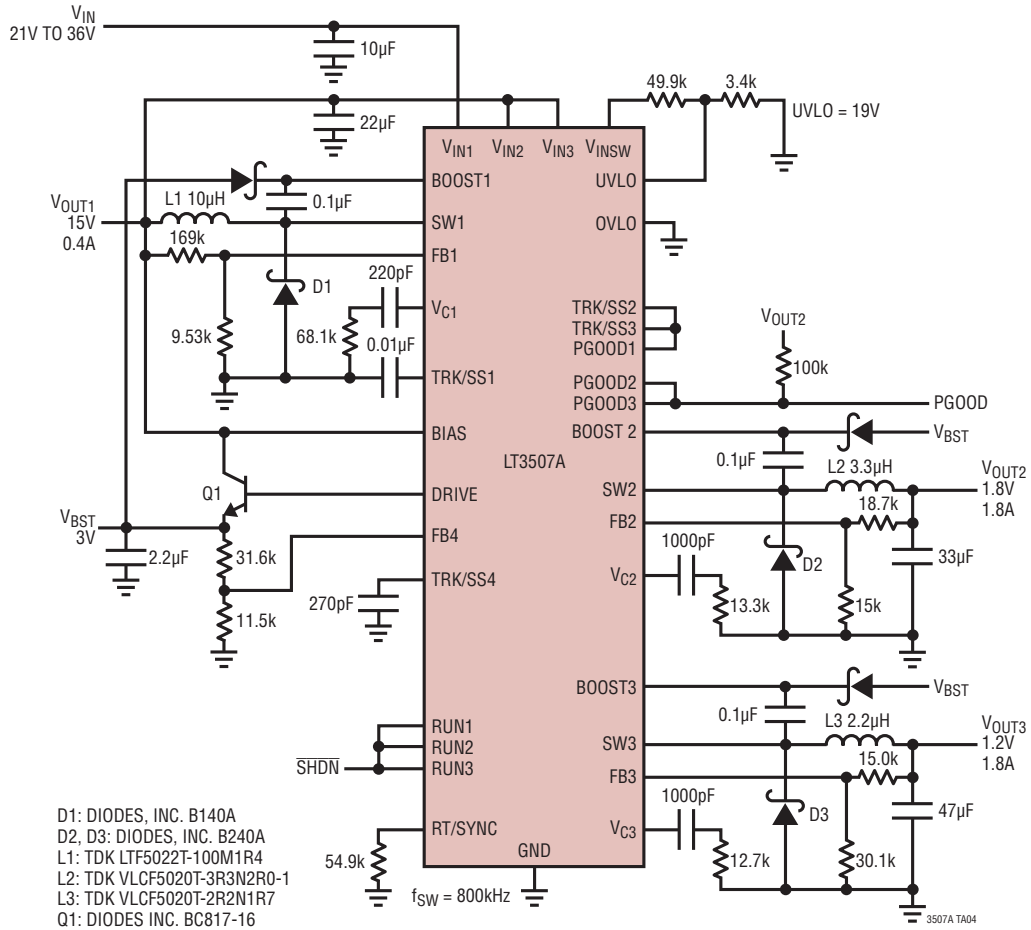 VIN
21V TO 36V
10µF
22µF
49.9k
3.4k
UVLO = 19V
VIN1
VIN2
VIN3
VINSW
BOOST1
UVLO
VOUT1
15V
0.4A
L1 10µH
0.1µF
SW1
OVLO
169k
FB1
D1
220pF
VC1
TRK/SS2
TRK/SS3
PGOOD1
VOUT2
9.53k
68.1k
0.01µF
100k
TRK/SS1
PGOOD2
PGOOD3
PGOOD
BIAS
BOOST 2
VBST
LT3507A
0.1µF
L2 3.3µH
VOUT2
1.8V
1.8A
Q1
DRIVE
SW2
18.7k
VBST
3V
FB4
FB2
2.2µF
31.6k
1000pF
D2
33µF
TRK/SS4
VC2
270pF
11.5k
13.3k
15k
BOOST3
VBST
0.1µF
L3 2.2µH
VOUT3
1.2V
1.8A
RUN1
RUN2
RUN3
SHDN
SW3
15.0k
FB3
1000pF
D3
47µF
RT/SYNC
VC3
54.9k
GND
12.7k
30.1k
fSW = 800kHz
D1: DIODES, INC. B140A
D2, D3: DIODES, INC. B240A
L1: TDK LTF5022T-100M1R4
L2: TDK VLCF5020T-3R3N2R0-1
L3: TDK VLCF5020T-2R2N1R7
Q1: DIODES INC. BC817-16
3507A TA04